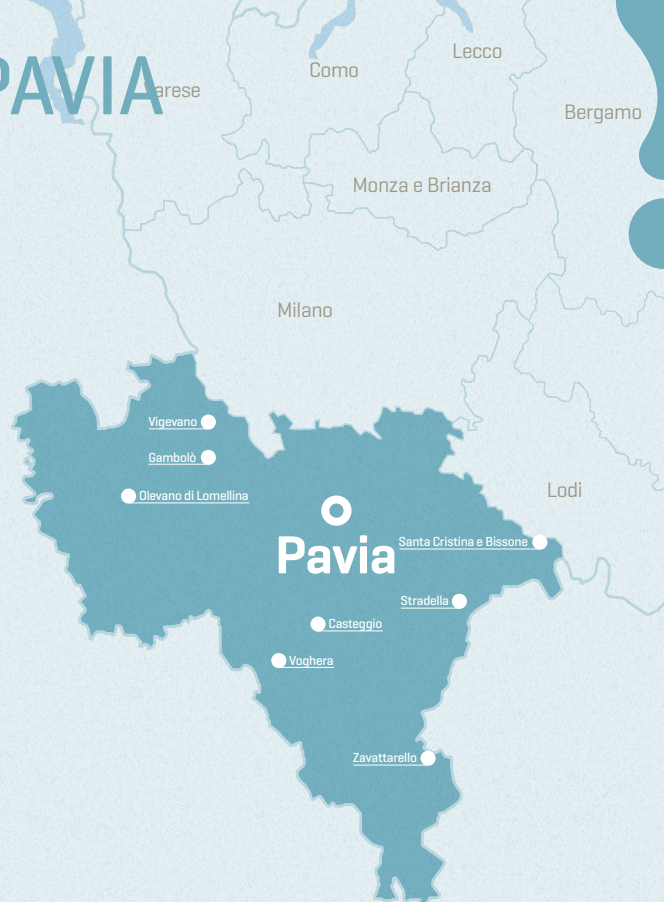 Lecco
Como
PAVIA
arese
Bergamo
Monza e Brianza
Milano
Vigevano
Gambolò
Lodi
Olevano di Lomellina
Santa Cristina e Bissone
Pavia
Stradella
Casteggio
Voghera
Zavattarello